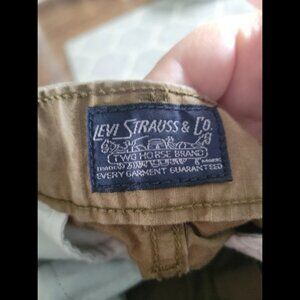 LEVI STRAUSS & CO.
TWO HORSE BRAND
EVERY GARMENT GUARANTEED